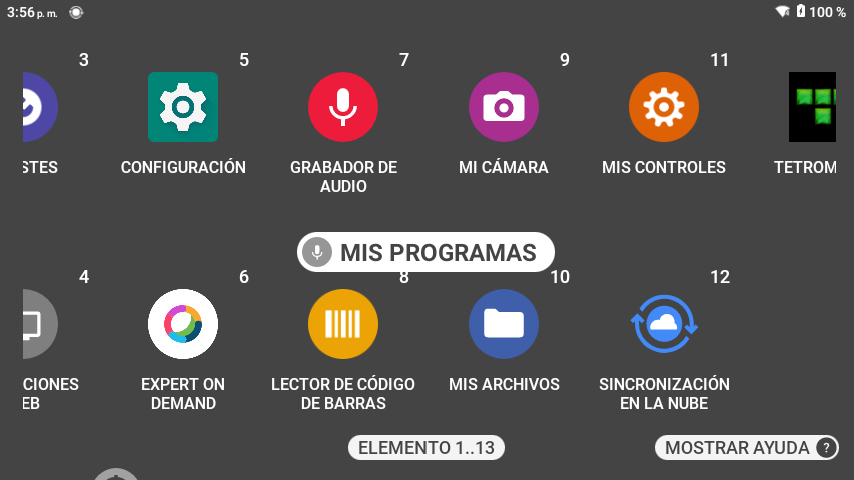 3:56 p. m.
100 %
3
5
7
9
11
STES
CONFIGURACIÓN
GRABADOR DE
AUDIO
MI CÁMARA
MIS CONTROLES
TETROM
MIS PROGRAMAS
4
6
8
10
12
CIONES
EB
EXPERT ON
DEMAND
LECTOR DE CÓDIGO
DE BARRAS
MIS ARCHIVOS
SINCRONIZACIÓN
EN LA NUBE
ELEMENTO 1..13
MOSTRAR AYUDA ?